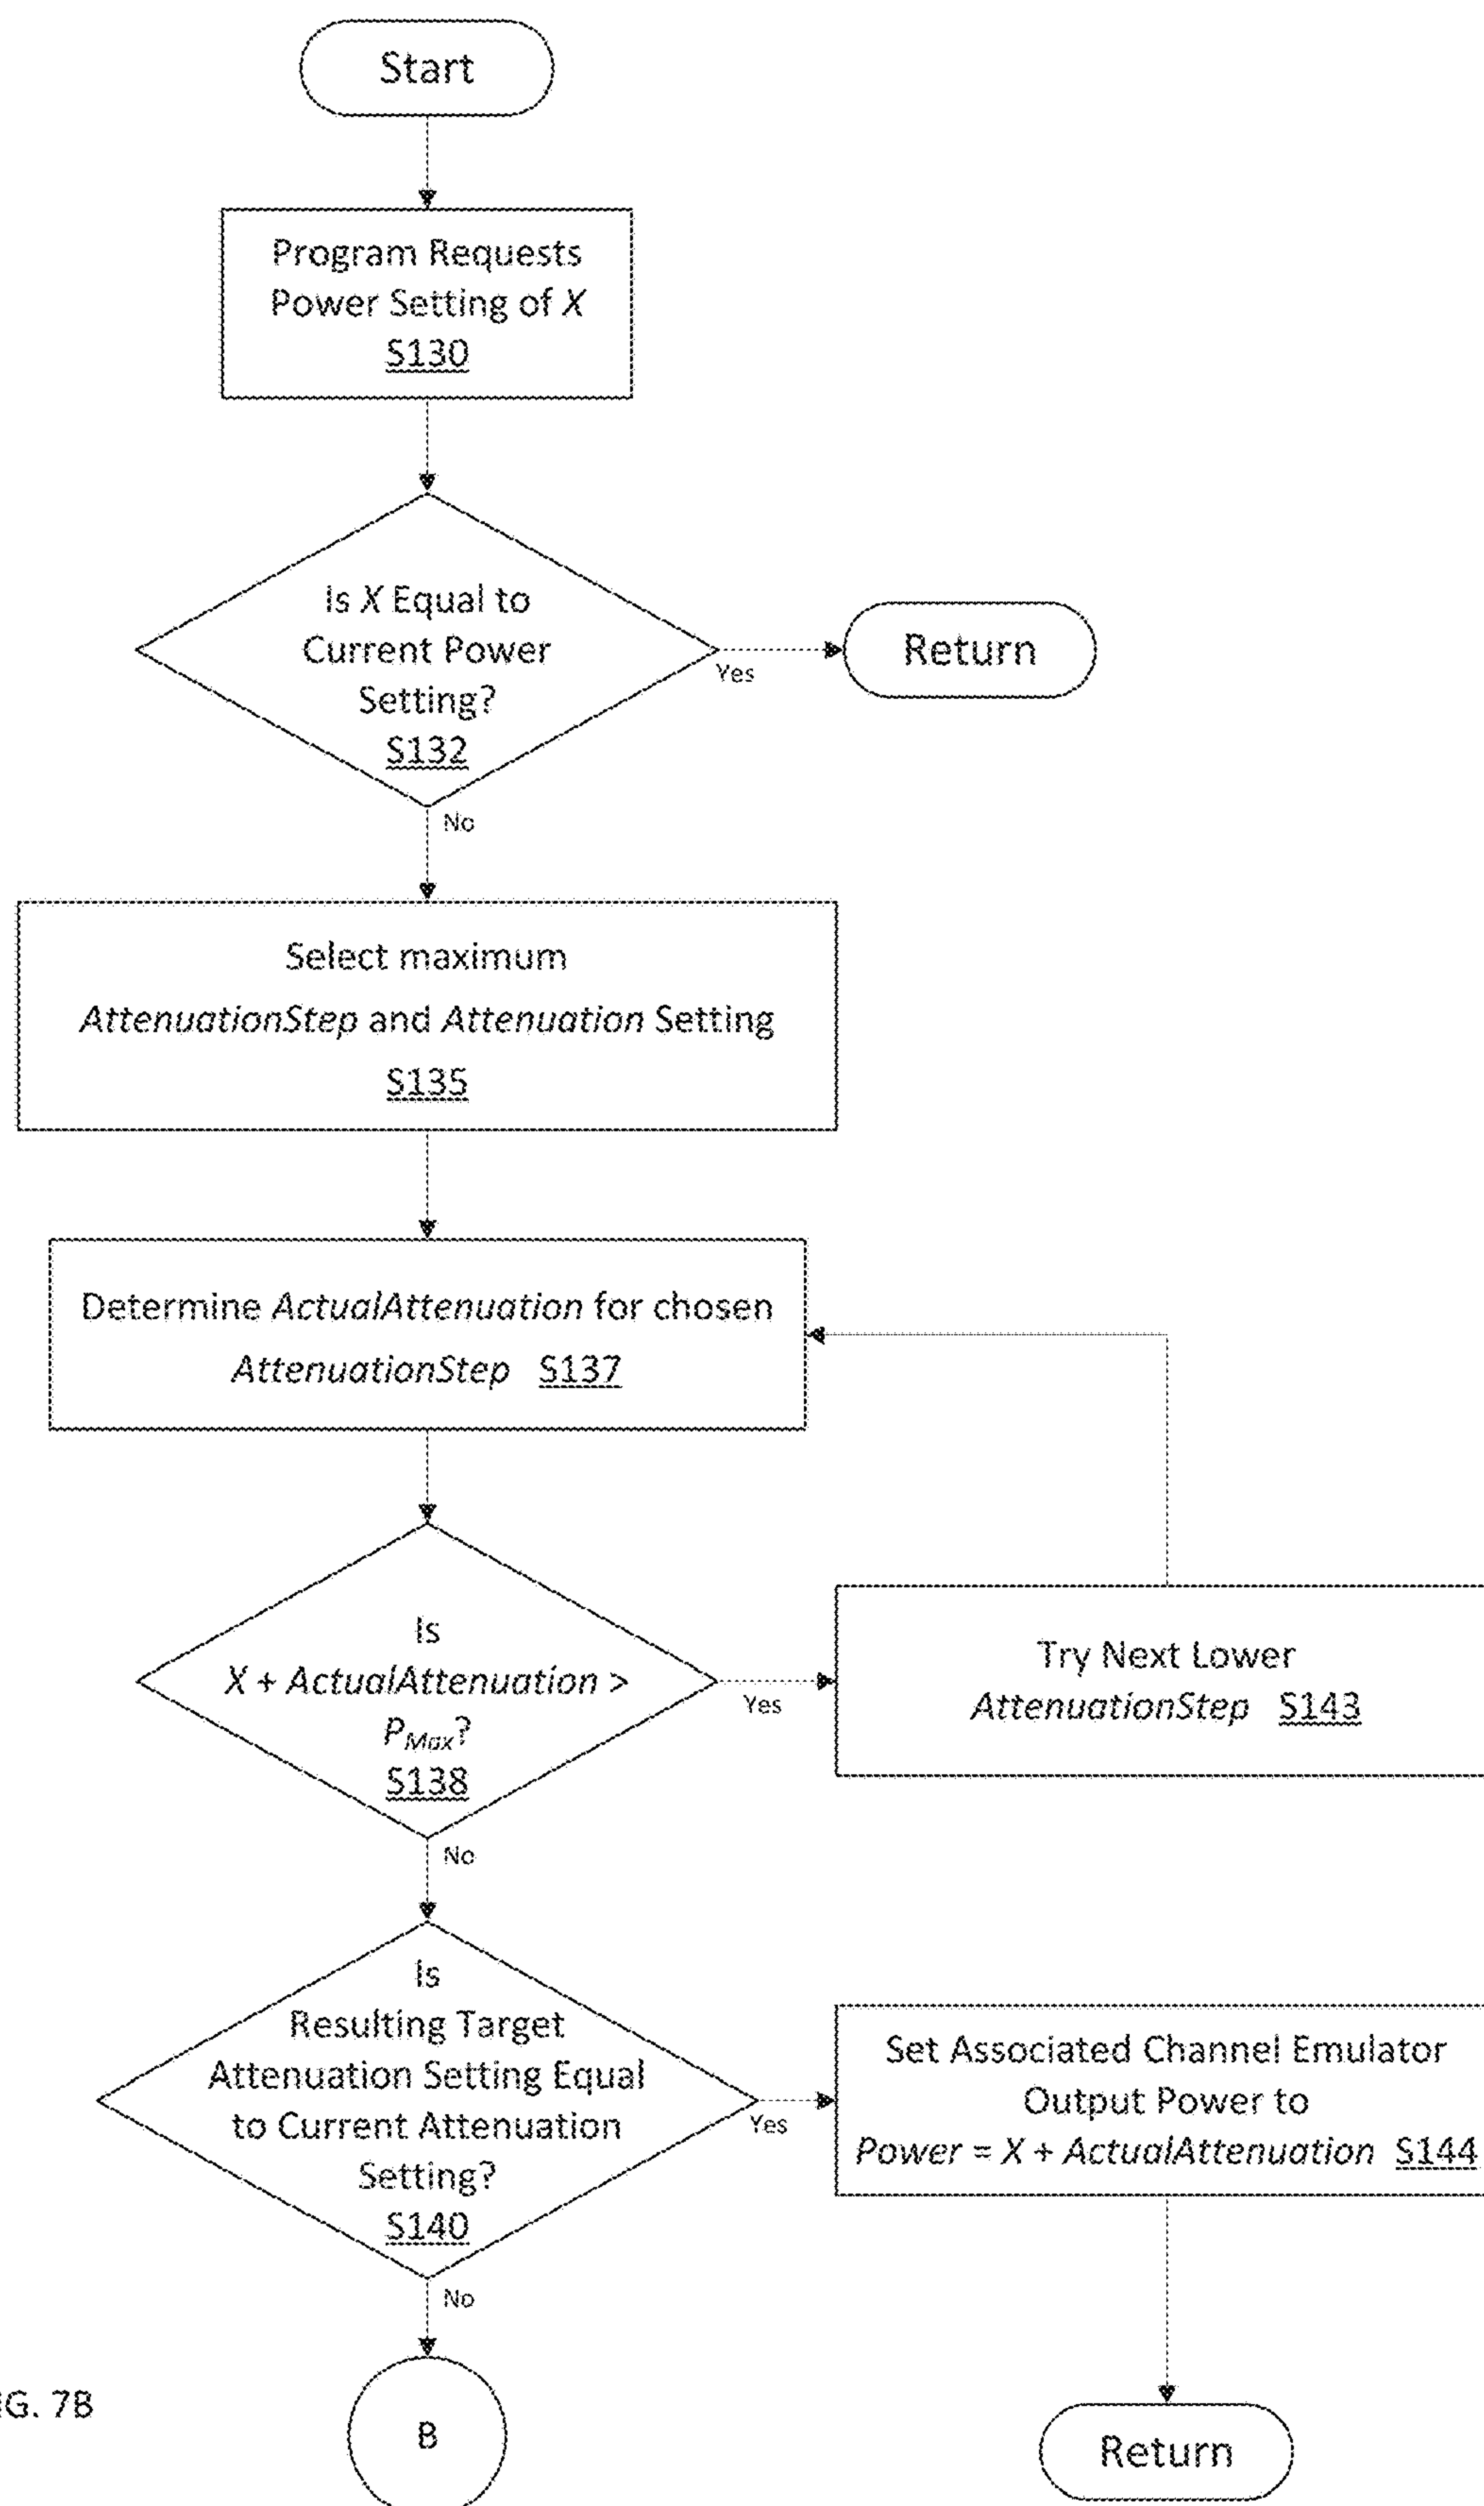 Start
Program Requests
Power Setting of X
S130
Is X Equal to
Current Power
Setting?
S132
Yes
Return
No
Select maximum
AttenuationStep and Attenuation Setting
S135
Determine ActualAttenuation for chosen
AttenuationStep S137
Is
X + ActualAttenuation >
PMax?
S138
Yes
Try Next Lower
AttenuationStep S143
No
Is
Resulting Target
Attenuation Setting Equal
to Current Attenuation
Setting?
S140
Yes
Set Associated Channel Emulator
Output Power to
Power = X + ActualAttenuation S144
No
G. 7B
B
Return